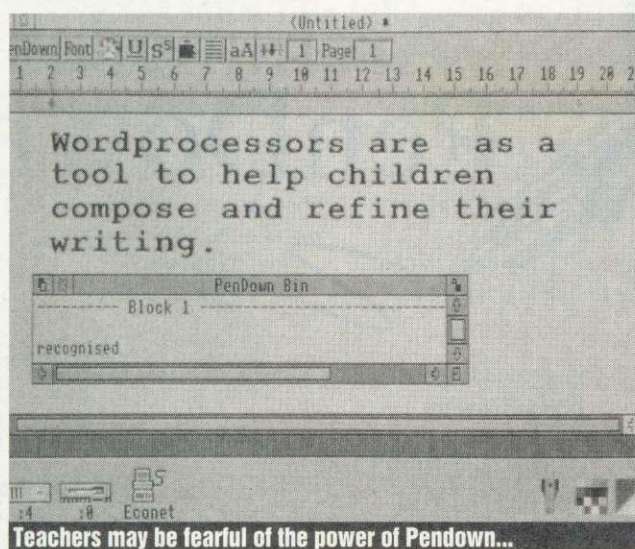 <Untitled> *
enDown Font U S S aA 1 Page 1
1 2 3 4 5 6 7 8 9 10 11 12 13 14 15 16 17 18 19 20 2
Wordprocessors are  as a
tool to help children
compose and refine their
writing.
PenDown Bin
Block 1
recognised
:4 :0 Econet
Teachers may be fearful of the power of Pendown...